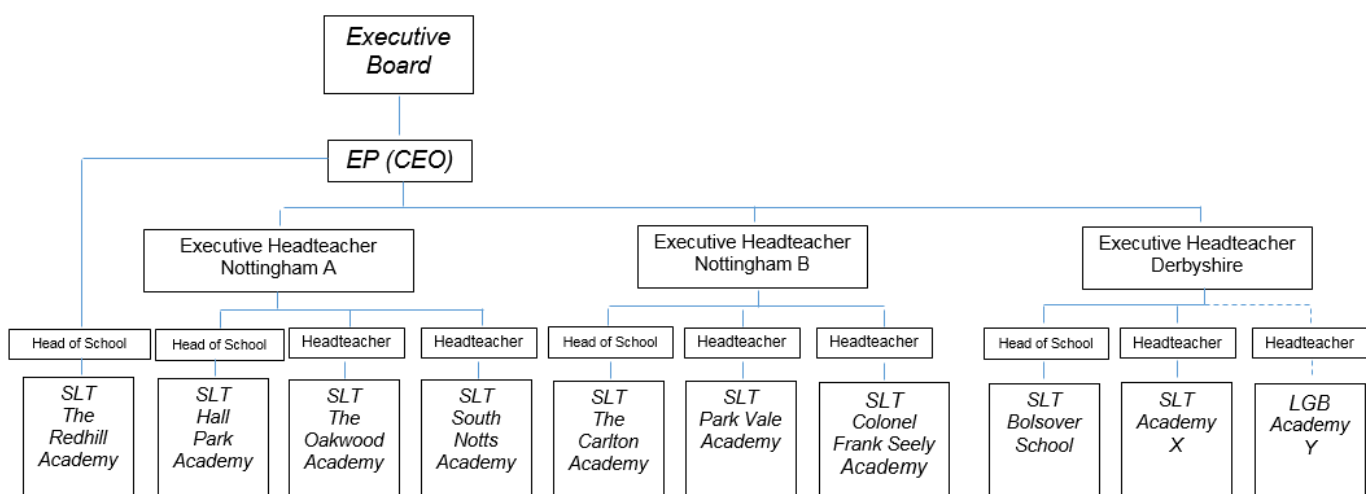 Executive
Board
EP (CEO)
Executive Headteacher
Nottingham A
Executive Headteacher
Nottingham B
Executive Headteacher
Derbyshire
Head of School
Head of School
Headteacher
Headteacher
Head of School
Headteacher
Headteacher
Head of School
Headteacher
Headteacher
SLT
The
Redhill
Academy
SLT
Hall
Park
Academy
SLT
The
Oakwood
Academy
SLT
South
Notts
Academy
SLT
The
Carlton
Academy
SLT
Park Vale
Academy
SLT
Colonel
Frank Seely
Academy
SLT
Bolsover
School
SLT
Academy
X
LGB
Academy
Y